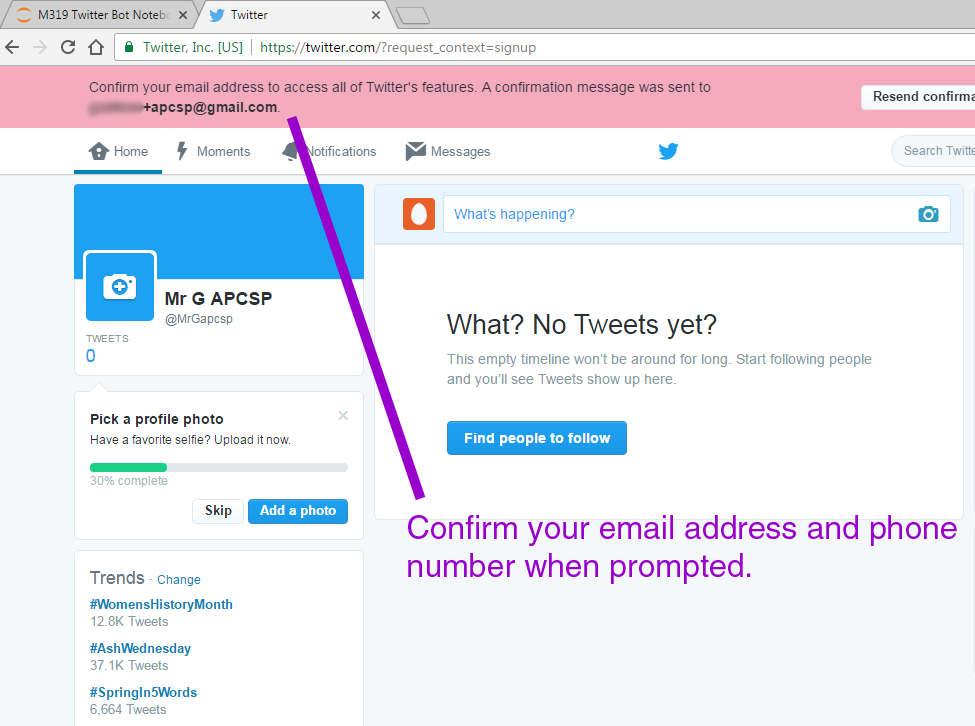 M319 Twitter Bot Noteb
Twitter
Twitter, Inc. [US]
https://twitter.com/?request_context=signup
Confirm your email address to access all of Twitter's features. A confirmation message was sent to
+apcsp@gmail.com.
Resend confirma
Home
Moments
Notifications
Messages
Search Twitte
What's happening?
Mr G APCSP
@MrGapcsp
TWEETS
0
What? No Tweets yet?
This empty timeline won't be around for long. Start following people
and you'll see Tweets show up here.
Find people to follow
Pick a profile photo
Have a favorite selfie? Upload it now.
30% complete
Skip
Add a photo
Confirm your email address and phone
number when prompted.
Trends · Change
#WomensHistoryMonth
12.8K Tweets
#AshWednesday
37.1K Tweets
#SpringIn5Words
6,664 Tweets